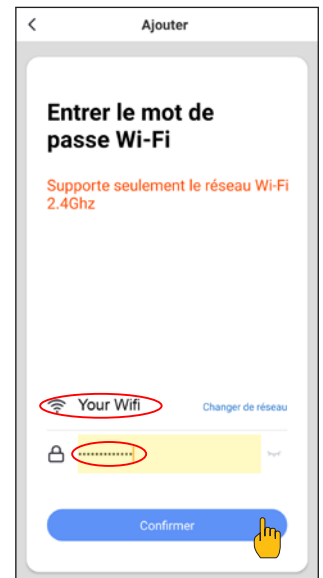 Ajouter
Entrer le mot de
passe Wi-Fi
Supporte seulement le réseau Wi-Fi
2.4Ghz
Your Wifi
Changer de réseau
Confirmer